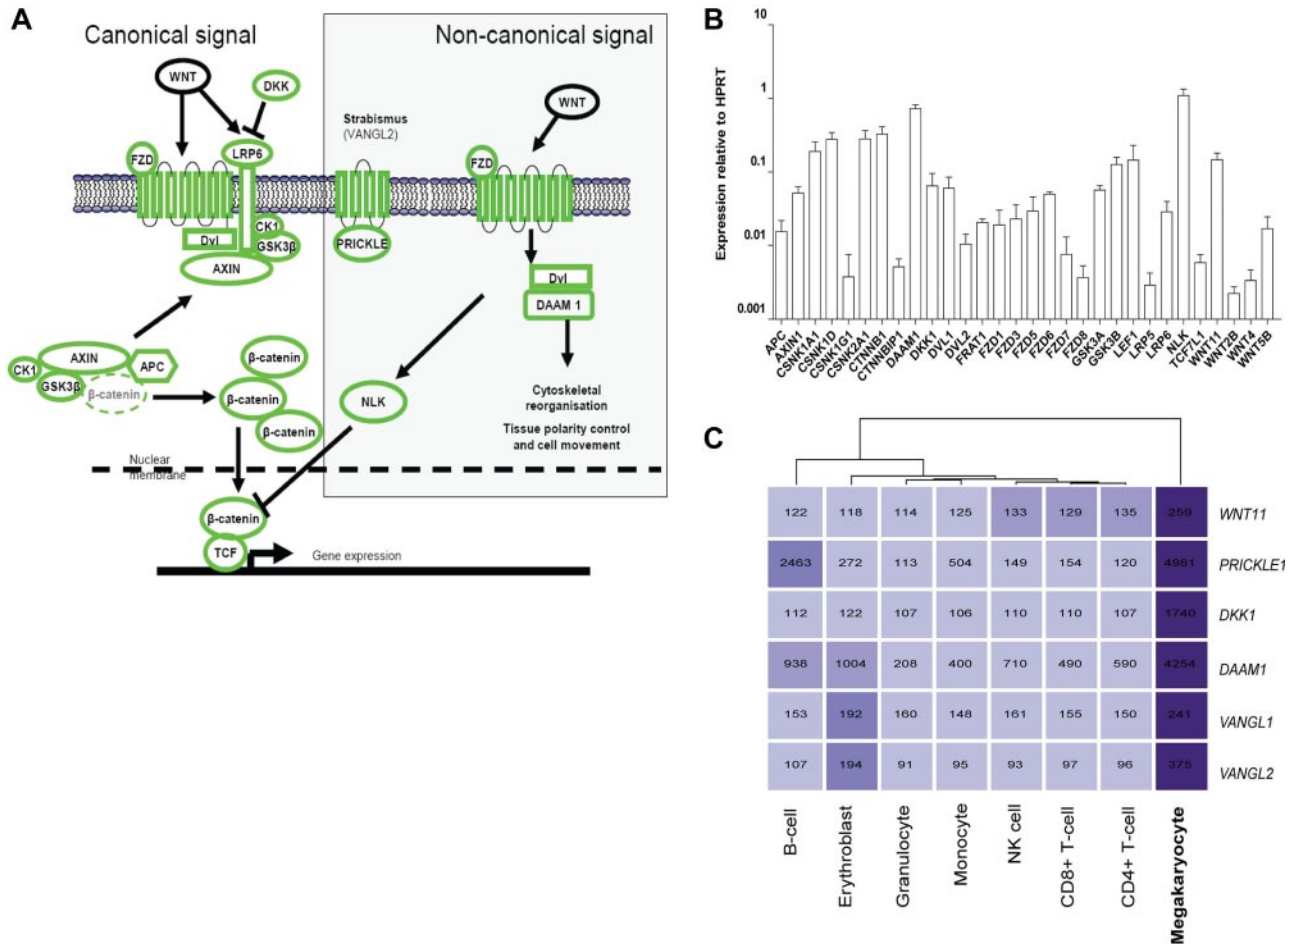 A
Canonical signal
Non-canonical signal
WNT
DKK
Strabismus
(VANGL2)
WNT
FZD
LRP6
FZD
CK1
Dvl
GSK3β
PRICKLE
AXIN
Dvl
DAAM 1
AXIN
APC
CK1
GSK3β
β-catenin
β-catenin
β-catenin
β-catenin
NLK
Cytoskeletal
reorganisation
Tissue polarity control
and cell movement
Nuclear
membrane
β-catenin
TCF
Gene expression
B
Expression relative to HPRT
10
1
0.1
0.01
0.001
APC
AXIN1
CSNK1A1
CSNK1D
CSNK1G1
CSNK2A1
CTNNB1
CTNNBIP1
DAAM1
DKK1
DVL1
DVL2
FRAT1
FZD1
FZD3
FZD5
FZD6
FZD7
FZD8
GSK3A
GSK3B
LEF1
LRP5
LRP6
NLK
TCF7L1
WNT11
WNT2B
WNT4
WNT5B
C
122 118 114 125 133 129 135 259 WNT11
2463 272 113 504 149 154 120 4981 PRICKLE1
112 122 107 106 110 110 107 1740 DKK1
938 1004 208 400 710 490 590 4254 DAAM1
153 192 160 148 161 155 150 241 VANGL1
107 194 91 95 93 97 96 375 VANGL2
B-cell
Erythroblast
Granulocyte
Monocyte
NK cell
CD8+ T-cell
CD4+ T-cell
Megakaryocyte